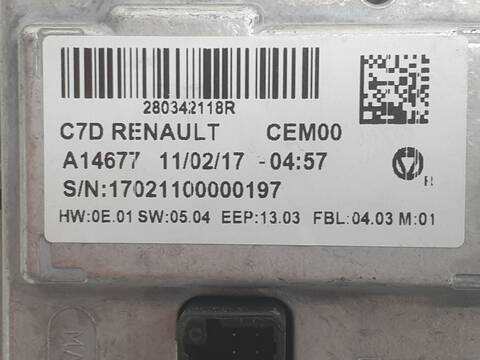 280342118R
C7D RENAULT CEM00
A14677 11/02/17 -04:57
S/N:17021100000197
HW:0E.01 SW:05.04 EEP:13.03 FBL:04.03 M:01